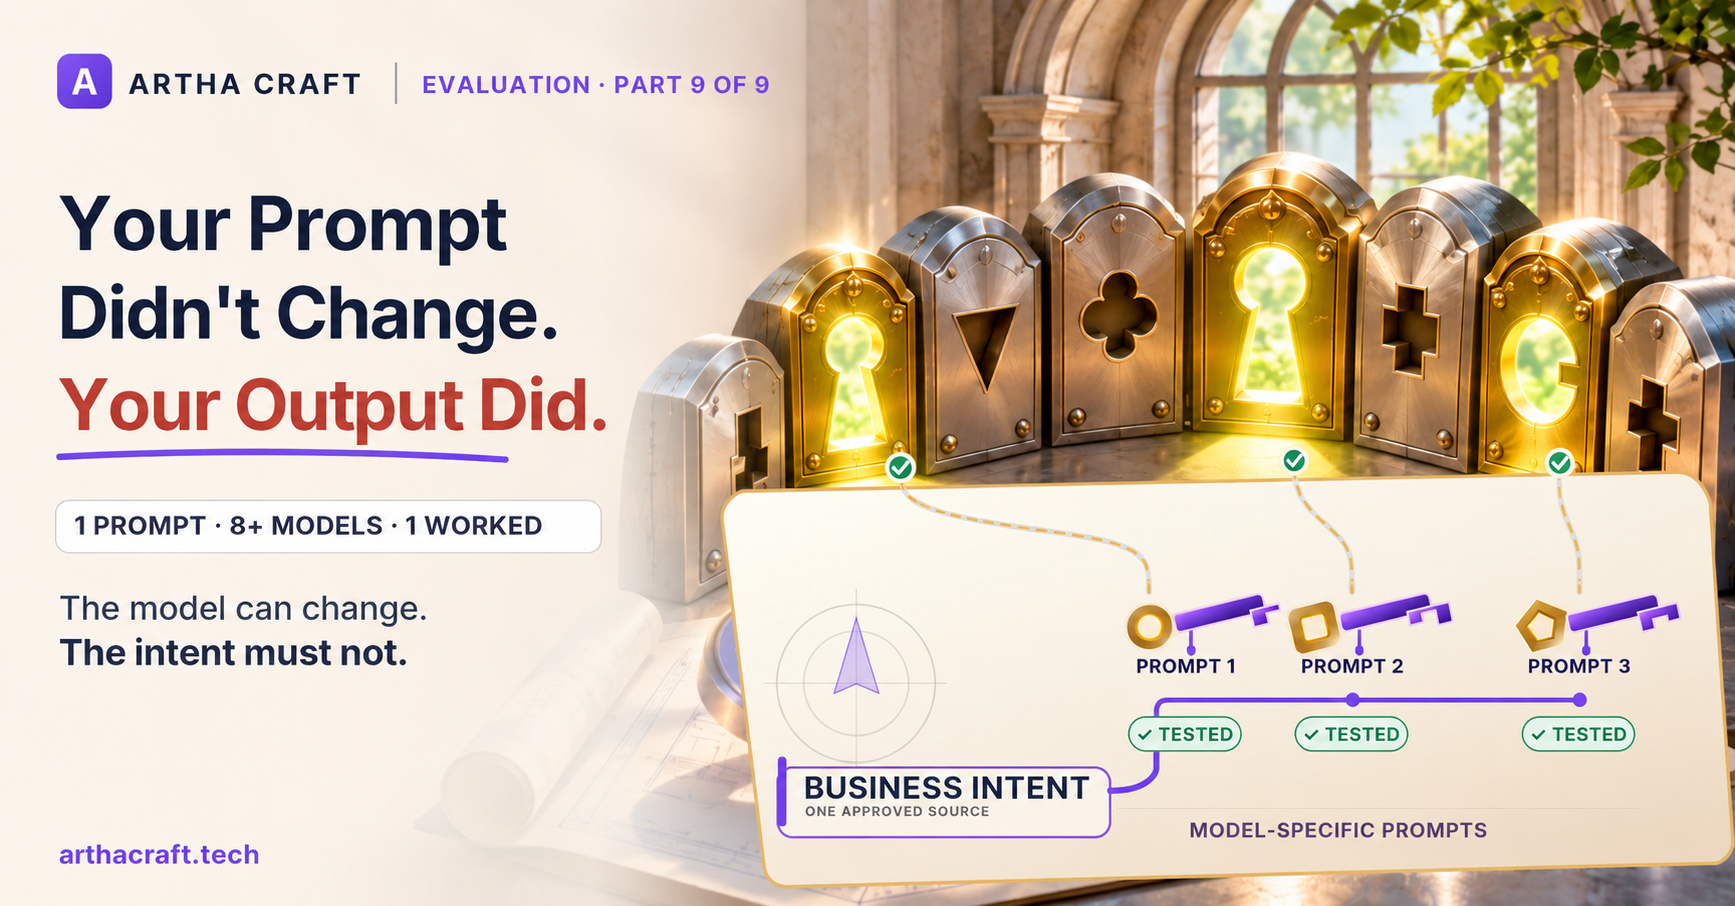 A ARTHA CRAFT
EVALUATION · PART 9 OF 9
Your Prompt
Didn't Change.
Your Output Did.
1 PROMPT · 8+ MODELS · 1 WORKED
The model can change.
The intent must not.
PROMPT 1
PROMPT 2
PROMPT 3
✓ TESTED
✓ TESTED
✓ TESTED
BUSINESS INTENT
ONE APPROVED SOURCE
MODEL-SPECIFIC PROMPTS
arthacraft.tech